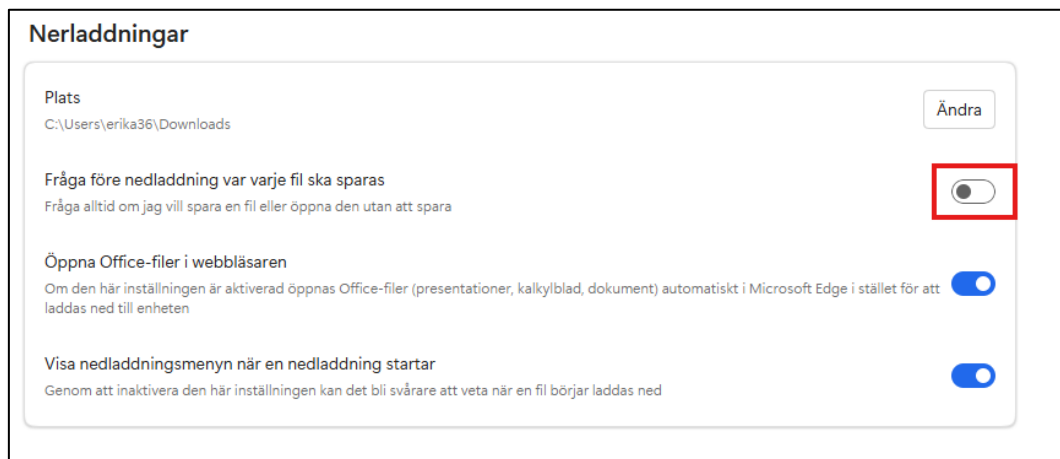 Nerladdningar
Plats
C:\Users\erika36\Downloads
Ändra
Fråga före nedladdning var varje fil ska sparas
Fråga alltid om jag vill spara en fil eller öppna den utan att spara
Öppna Office-filer i webbläsaren
Om den här inställningen är aktiverad öppnas Office-filer (presentationer, kalkylblad, dokument) automatiskt i Microsoft Edge i stället för att
laddas ned till enheten
Visa nedladdningsmenyn när en nedladdning startar
Genom att inaktivera den här inställningen kan det bli svårare att veta när en fil börjar laddas ned